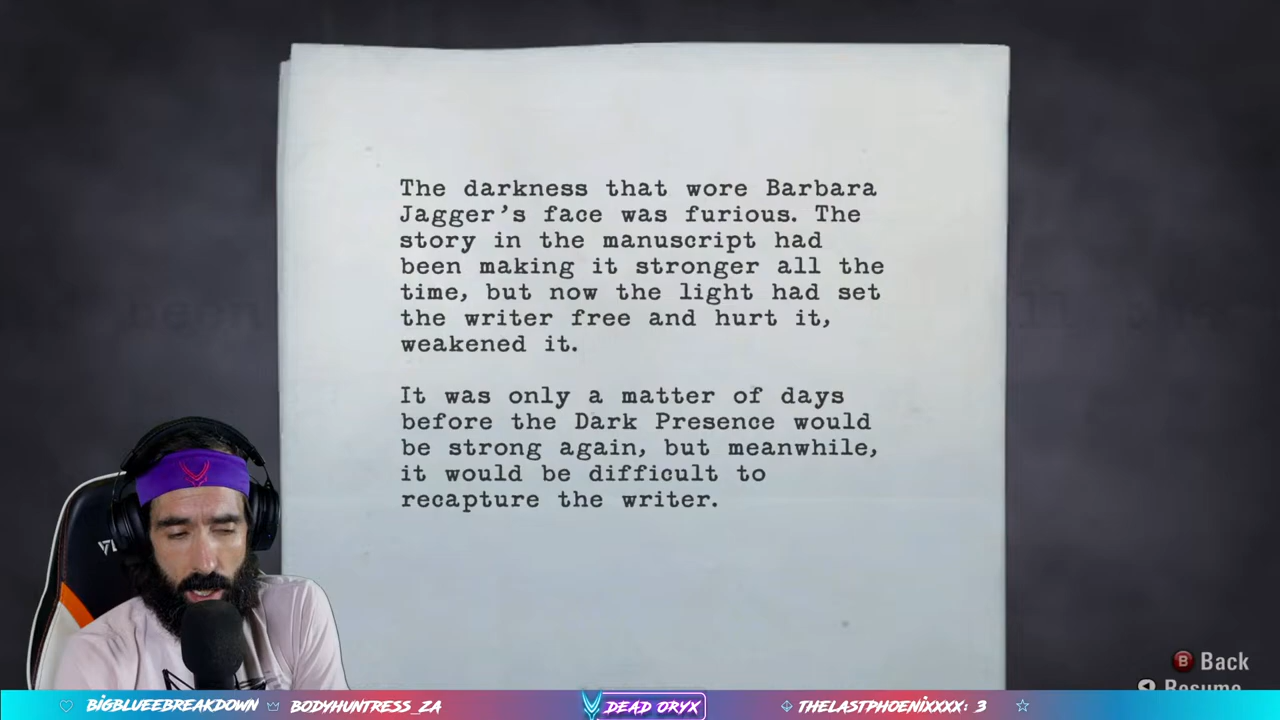 The darkness that wore Barbara
Jagger's face was furious. The
story in the manuscript had
been making it stronger all the
time, but now the light had set
the writer free and hurt it,
weakened it.
It was only a matter of days
before the Dark Presence would
be strong again, but meanwhile,
it would be difficult to
recapture the writer.
B Back
Resume
BIGBLUEEBREAKDOWN
BODYHUNTRESS_ZA
DEAD ORYX
THELASTPHOENIXXXX: 3